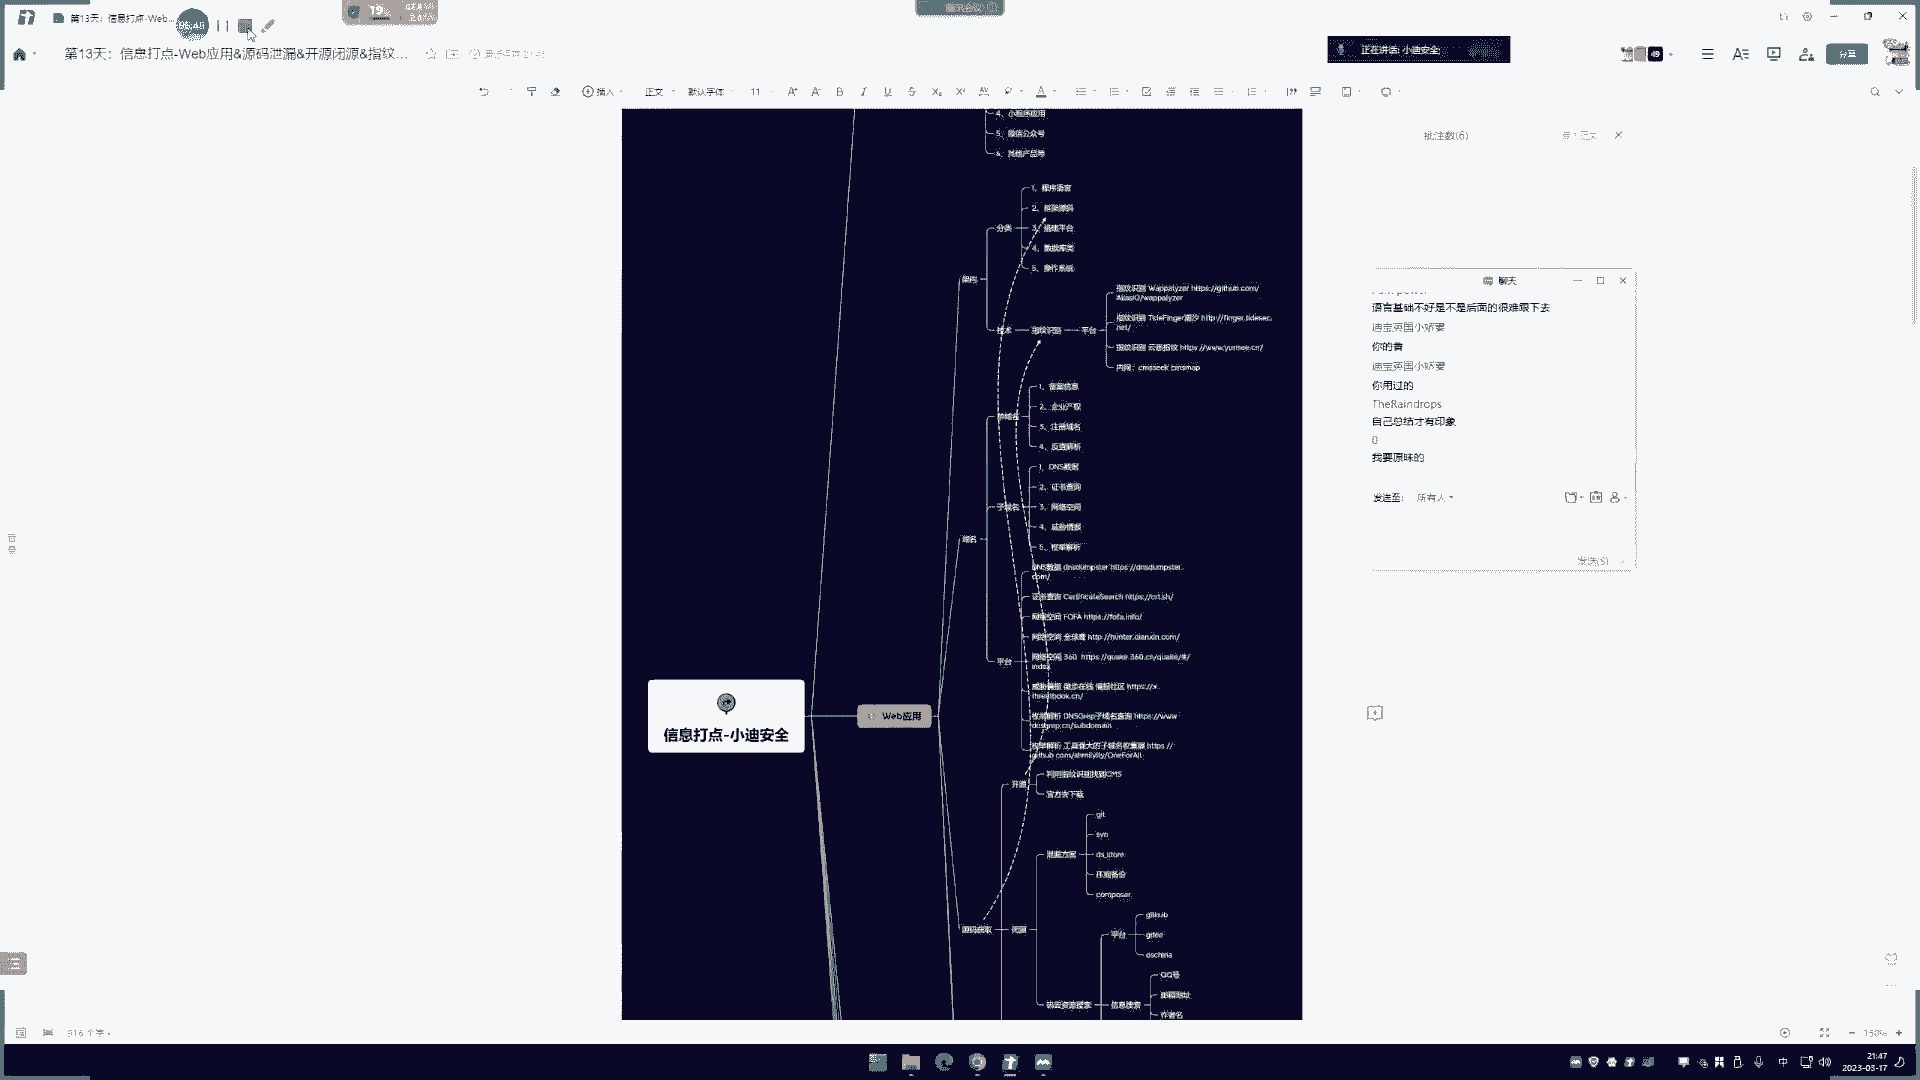 第13天：信息打点-Web...
05:45
19
正在讲话: 小迪安全;
第13天：信息打点-Web应用&源码泄漏&开源闭源&指纹...
49
分享
插入
正文
默认字体
11
批注数(6)
4、小程序应用
5、微信公众号
6、其他产品等
1、程序语言
2、框架源码
3、搭建平台
4、数据库类
5、操作系统
分类
架构
技术
指纹识别
平台
指纹识别 Wappalyzer https://github.com/
AliasIO/wappalyzer
指纹识别 TideFinger潮汐 http://finger.tidesec.
net/
指纹识别 云悉指纹 https://www.yunsee.cn/
1、备案信息
2、企业产权
3、注册域名
4、反查解析
1、DNS数据
2、证书查询
子域名
3、网络空间
4、威胁情报
5、枚举解析
域名
DNS数据 dnsdumpster https://dnsdumpster.
com/
证书查询 CertificateSearch https://crt.sh/
网络空间 FOFA https://fofa.info/
网络空间 全球鹰 http://hunter.qianxin.com/
平台
网络空间 360 https://quake.360.cn/quake/#/
index
威胁情报 微步在线 情报社区 https://x.
threatbook.cn/
枚举解析 DNSGrep子域名查询 https://www.
dnsgrep.cn/subdomain
枚举解析 工具强大的子域名收集器 https://
github.com/shmilylty/OneForAll
信息打点-小迪安全
Web应用
开源
利用指纹识别找到CMS
官方去下载
git
svn
泄漏方案
ds_store
环境备份
composer
源码获取
闭源
平台
github
gitee
oschina
QQ号
邮箱地址
作者名
信息搜索
聊天
语言基础不好是不是后面的很难跟下去
迪宝英国小娇妻
你的番
迪宝英国小娇妻
你用过的
TheRaindrops
自己总结才有印象
我要原味的
发送至:
所有人
发送(S)
916 个字
150%
中
21:47
2023-03-17